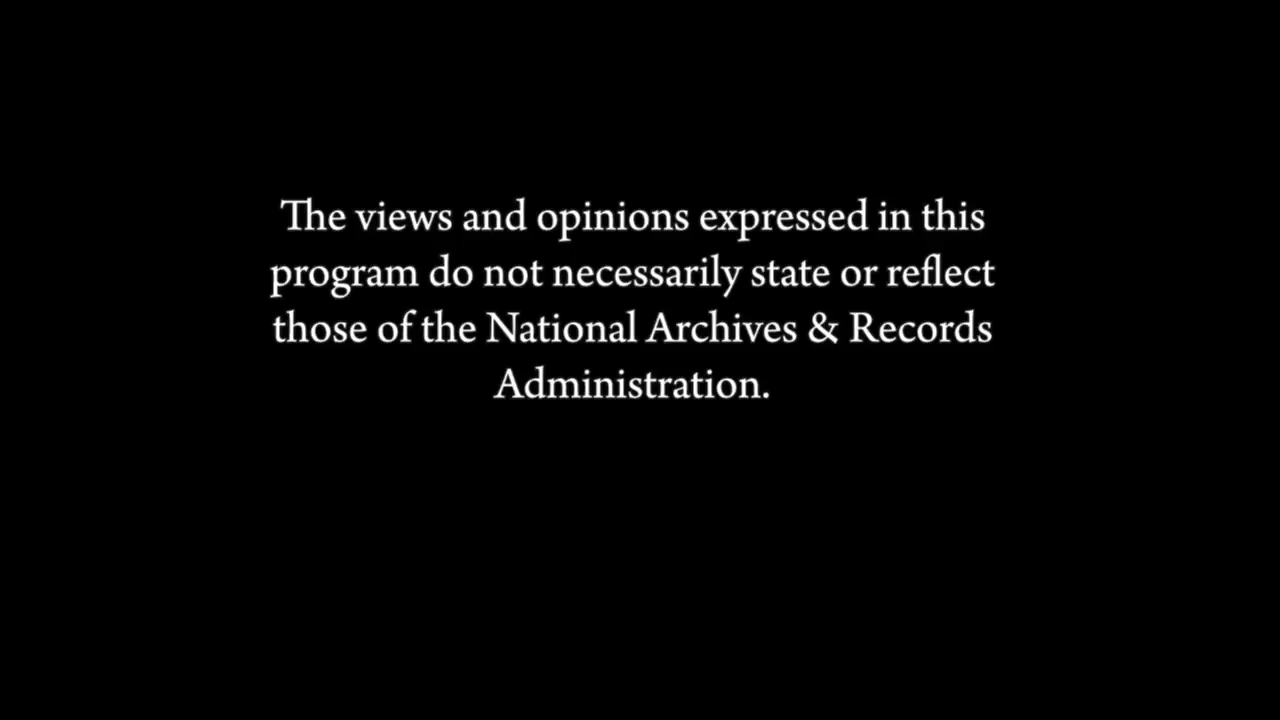 The views and opinions expressed in this
program do not necessarily state or reflect
those of the National Archives & Records
Administration.